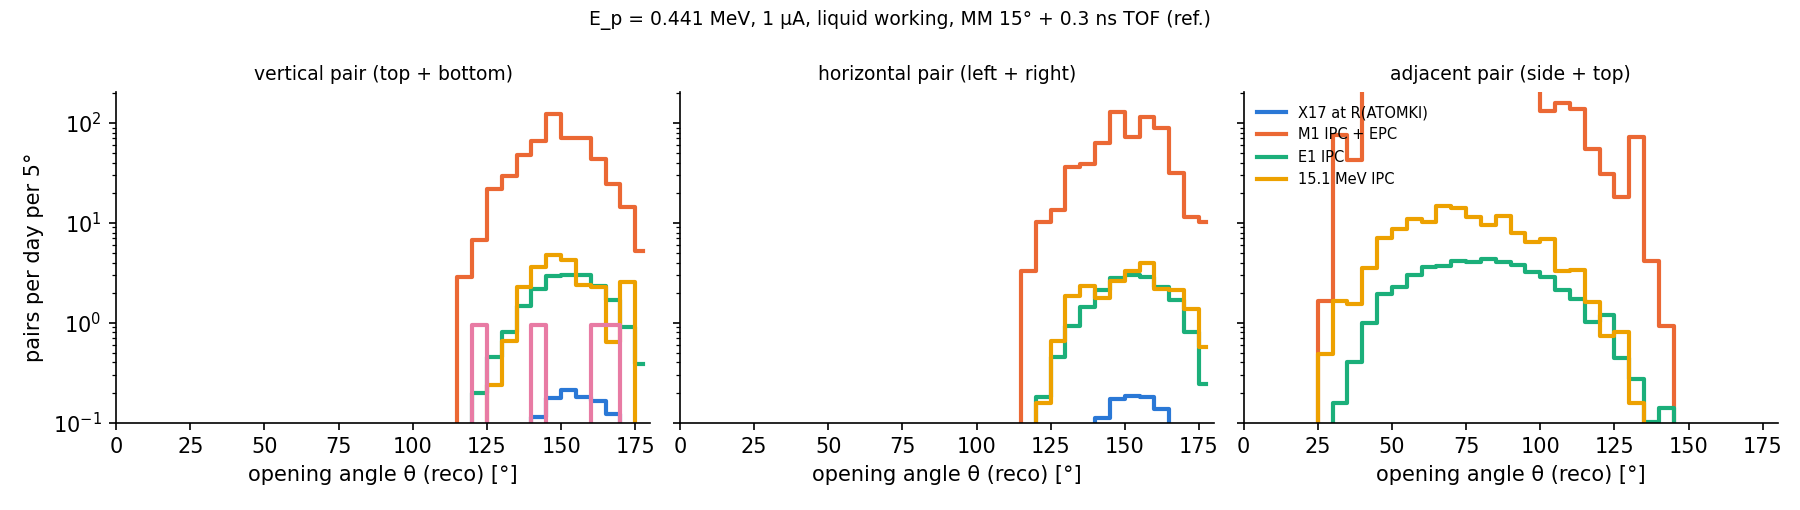 E_p = 0.441 MeV, 1 μA, liquid working, MM 15° + 0.3 ns TOF (ref.)
vertical pair (top + bottom)
horizontal pair (left + right)
adjacent pair (side + top)
pairs per day per 5°
10²
10¹
10⁰
10⁻¹
X17 at R(ATOMKI)
M1 IPC + EPC
E1 IPC
15.1 MeV IPC
0 25 50 75 100 125 150 175
0 25 50 75 100 125 150 175
0 25 50 75 100 125 150 175
opening angle θ (reco) [°]
opening angle θ (reco) [°]
opening angle θ (reco) [°]